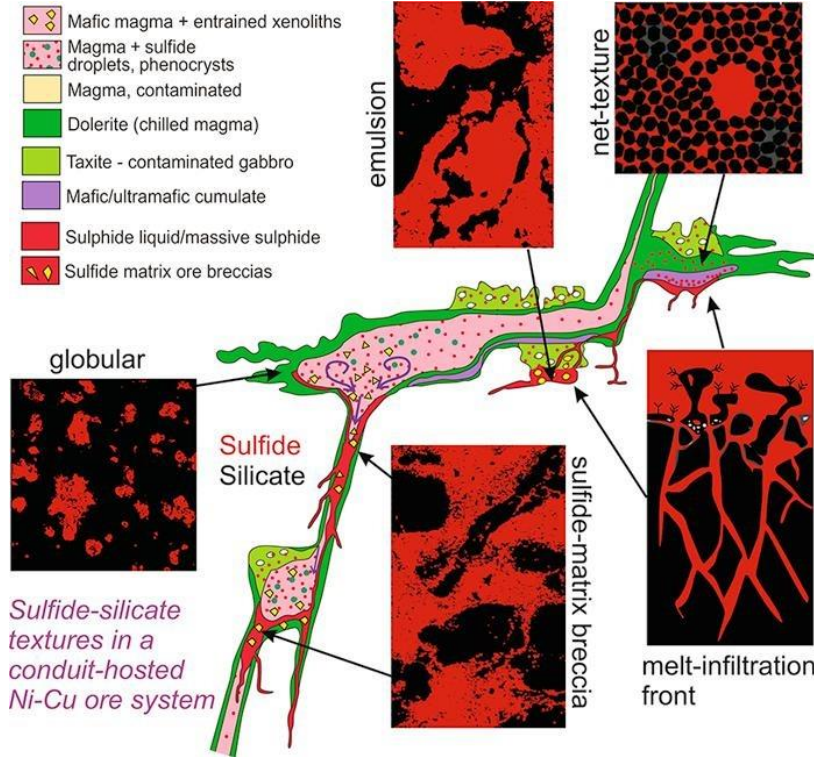 Mafic magma + entrained xenoliths
Magma + sulfide
droplets, phenocrysts
Magma, contaminated
Dolerite (chilled magma)
Taxite - contaminated gabbro
Mafic/ultramafic cumulate
Sulphide liquid/massive sulphide
Sulfide matrix ore breccias
emulsion
net-texture
globular
Sulfide
Silicate
sulfide-matrix breccia
melt-infiltration
front
Sulfide-silicate
textures in a
conduit-hosted
Ni-Cu ore system